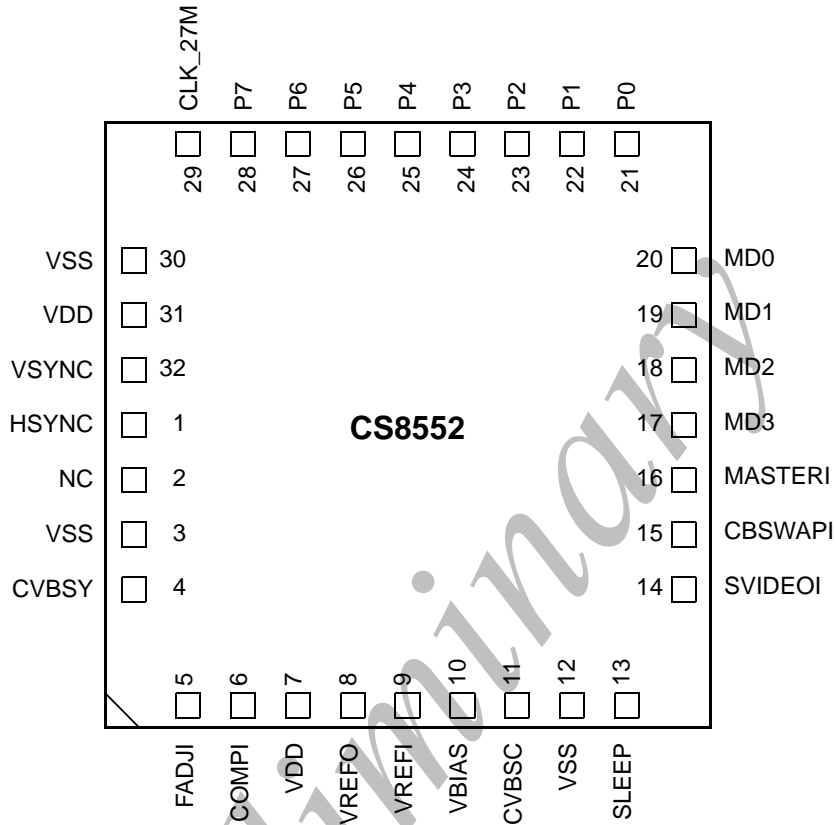 CLK_27M P7 P6 P5 P4 P3 P2 P1 P0
29 28 27 26 25 24 23 22 21
VSS 30 20 MD0
VDD 31 19 MD1
VSYNC 32 18 MD2
HSYNC 1 CS8552 17 MD3
NC 2 16 MASTERI
VSS 3 15 CBSWAPI
CVBSY 4 14 SVIDEOI
5 6 7 8 9 10 11 12 13
FADJI COMPI VDD VREFO VREFI VBIAS CVBSC VSS SLEEP